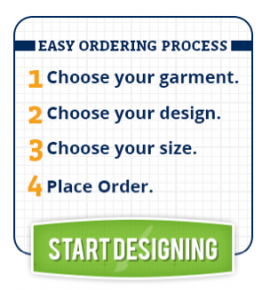 EASY ORDERING PROCESS
1 Choose your garment.
2 Choose your design.
3 Choose your size.
4 Place Order.
START DESIGNING